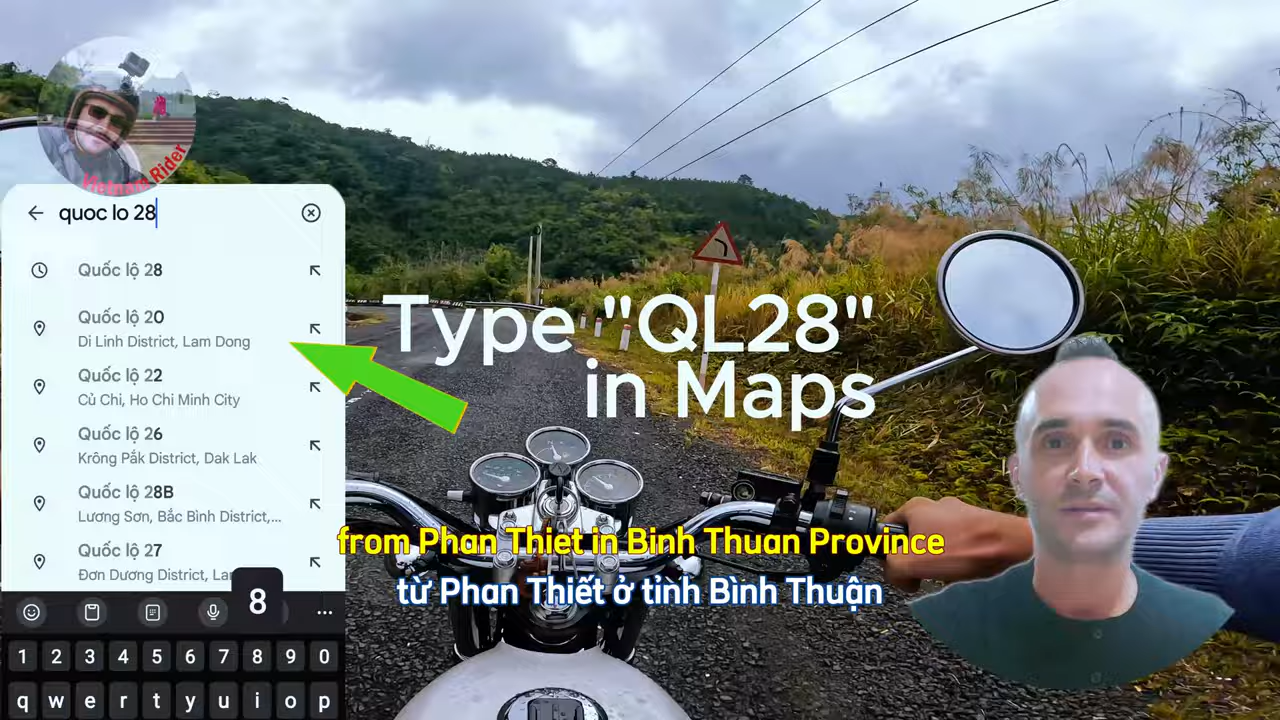 Vietnam Rider
quoc lo 28
Quốc lộ 28
Quốc lộ 20
Di Linh District, Lam Dong
Quốc lộ 22
Củ Chi, Ho Chi Minh City
Quốc lộ 26
Krông Pắk District, Dak Lak
Quốc lộ 28B
Lương Sơn, Bắc Bình District,...
Quốc lộ 27
Đơn Dương District, La
8
1 2 3 4 5 6 7 8 9 0
q w e r t y u i o p
Type "QL28"
in Maps
from Phan Thiet in Binh Thuan Province
từ Phan Thiết ở tỉnh Bình Thuận